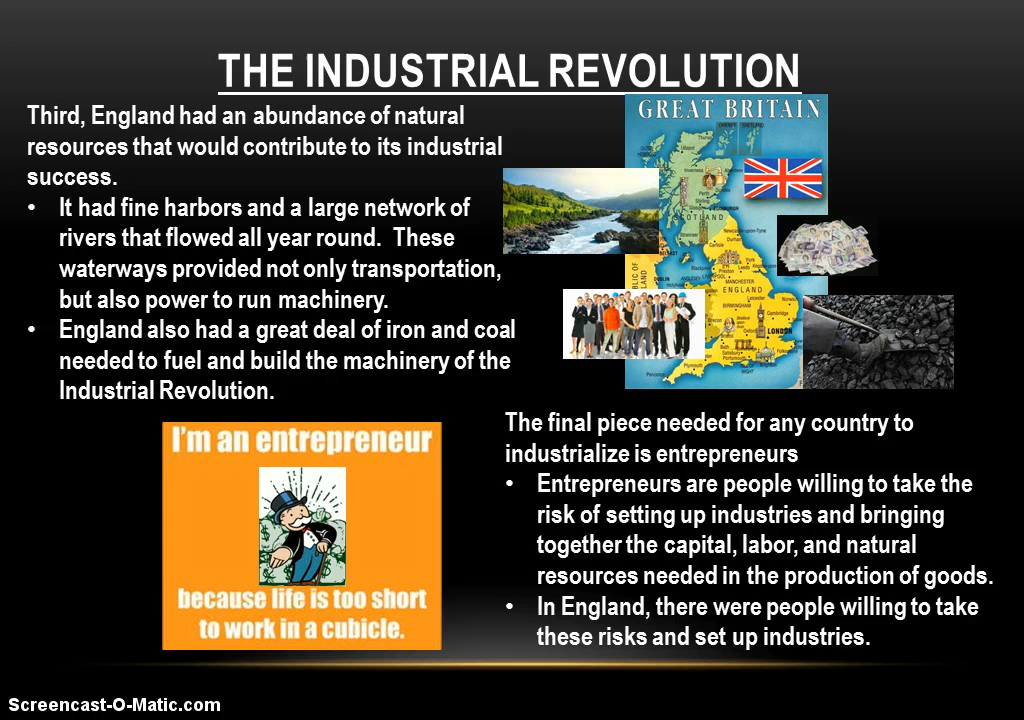 THE INDUSTRIAL REVOLUTION
Third, England had an abundance of natural
resources that would contribute to its industrial
success.
• It had fine harbors and a large network of
rivers that flowed all year round. These
waterways provided not only transportation,
but also power to run machinery.
• England also had a great deal of iron and coal
needed to fuel and build the machinery of the
Industrial Revolution.
GREAT BRITAIN
SCOTLAND
MANCHESTER
ENGLAND
BIRMINGHAM
Cambridge
LONDON
I'm an entrepreneur
because life is too short
to work in a cubicle.
The final piece needed for any country to
industrialize is entrepreneurs
• Entrepreneurs are people willing to take the
risk of setting up industries and bringing
together the capital, labor, and natural
resources needed in the production of goods.
• In England, there were people willing to take
these risks and set up industries.
Screencast-O-Matic.com